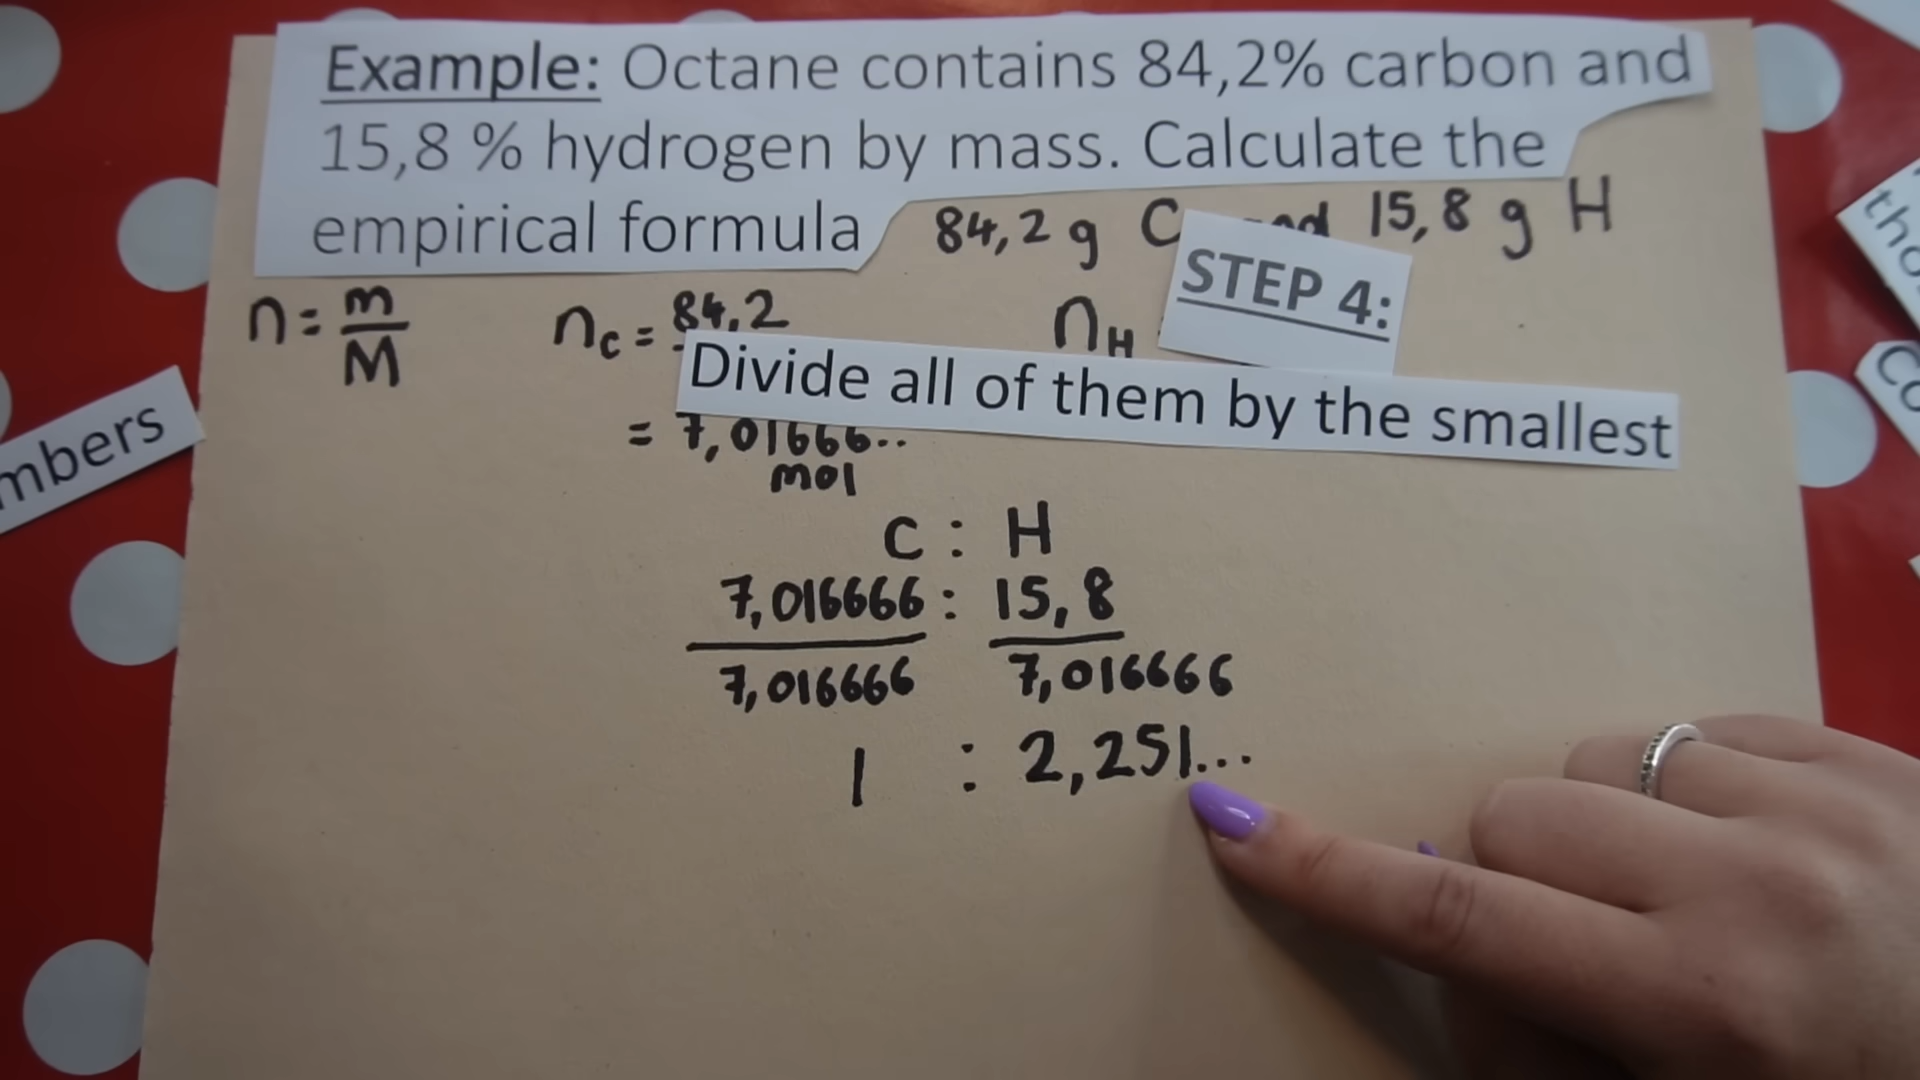 Example: Octane contains 84,2% carbon and
15,8 % hydrogen by mass. Calculate the
empirical formula
84,2 g C 15,8 g H
STEP 4:
n = m/M
nC = 84,2
nH
Divide all of them by the smallest
mbers
= 7,01666..
mol
C : H
7,016666 : 15,8
7,016666 7,016666
1 : 2,251...